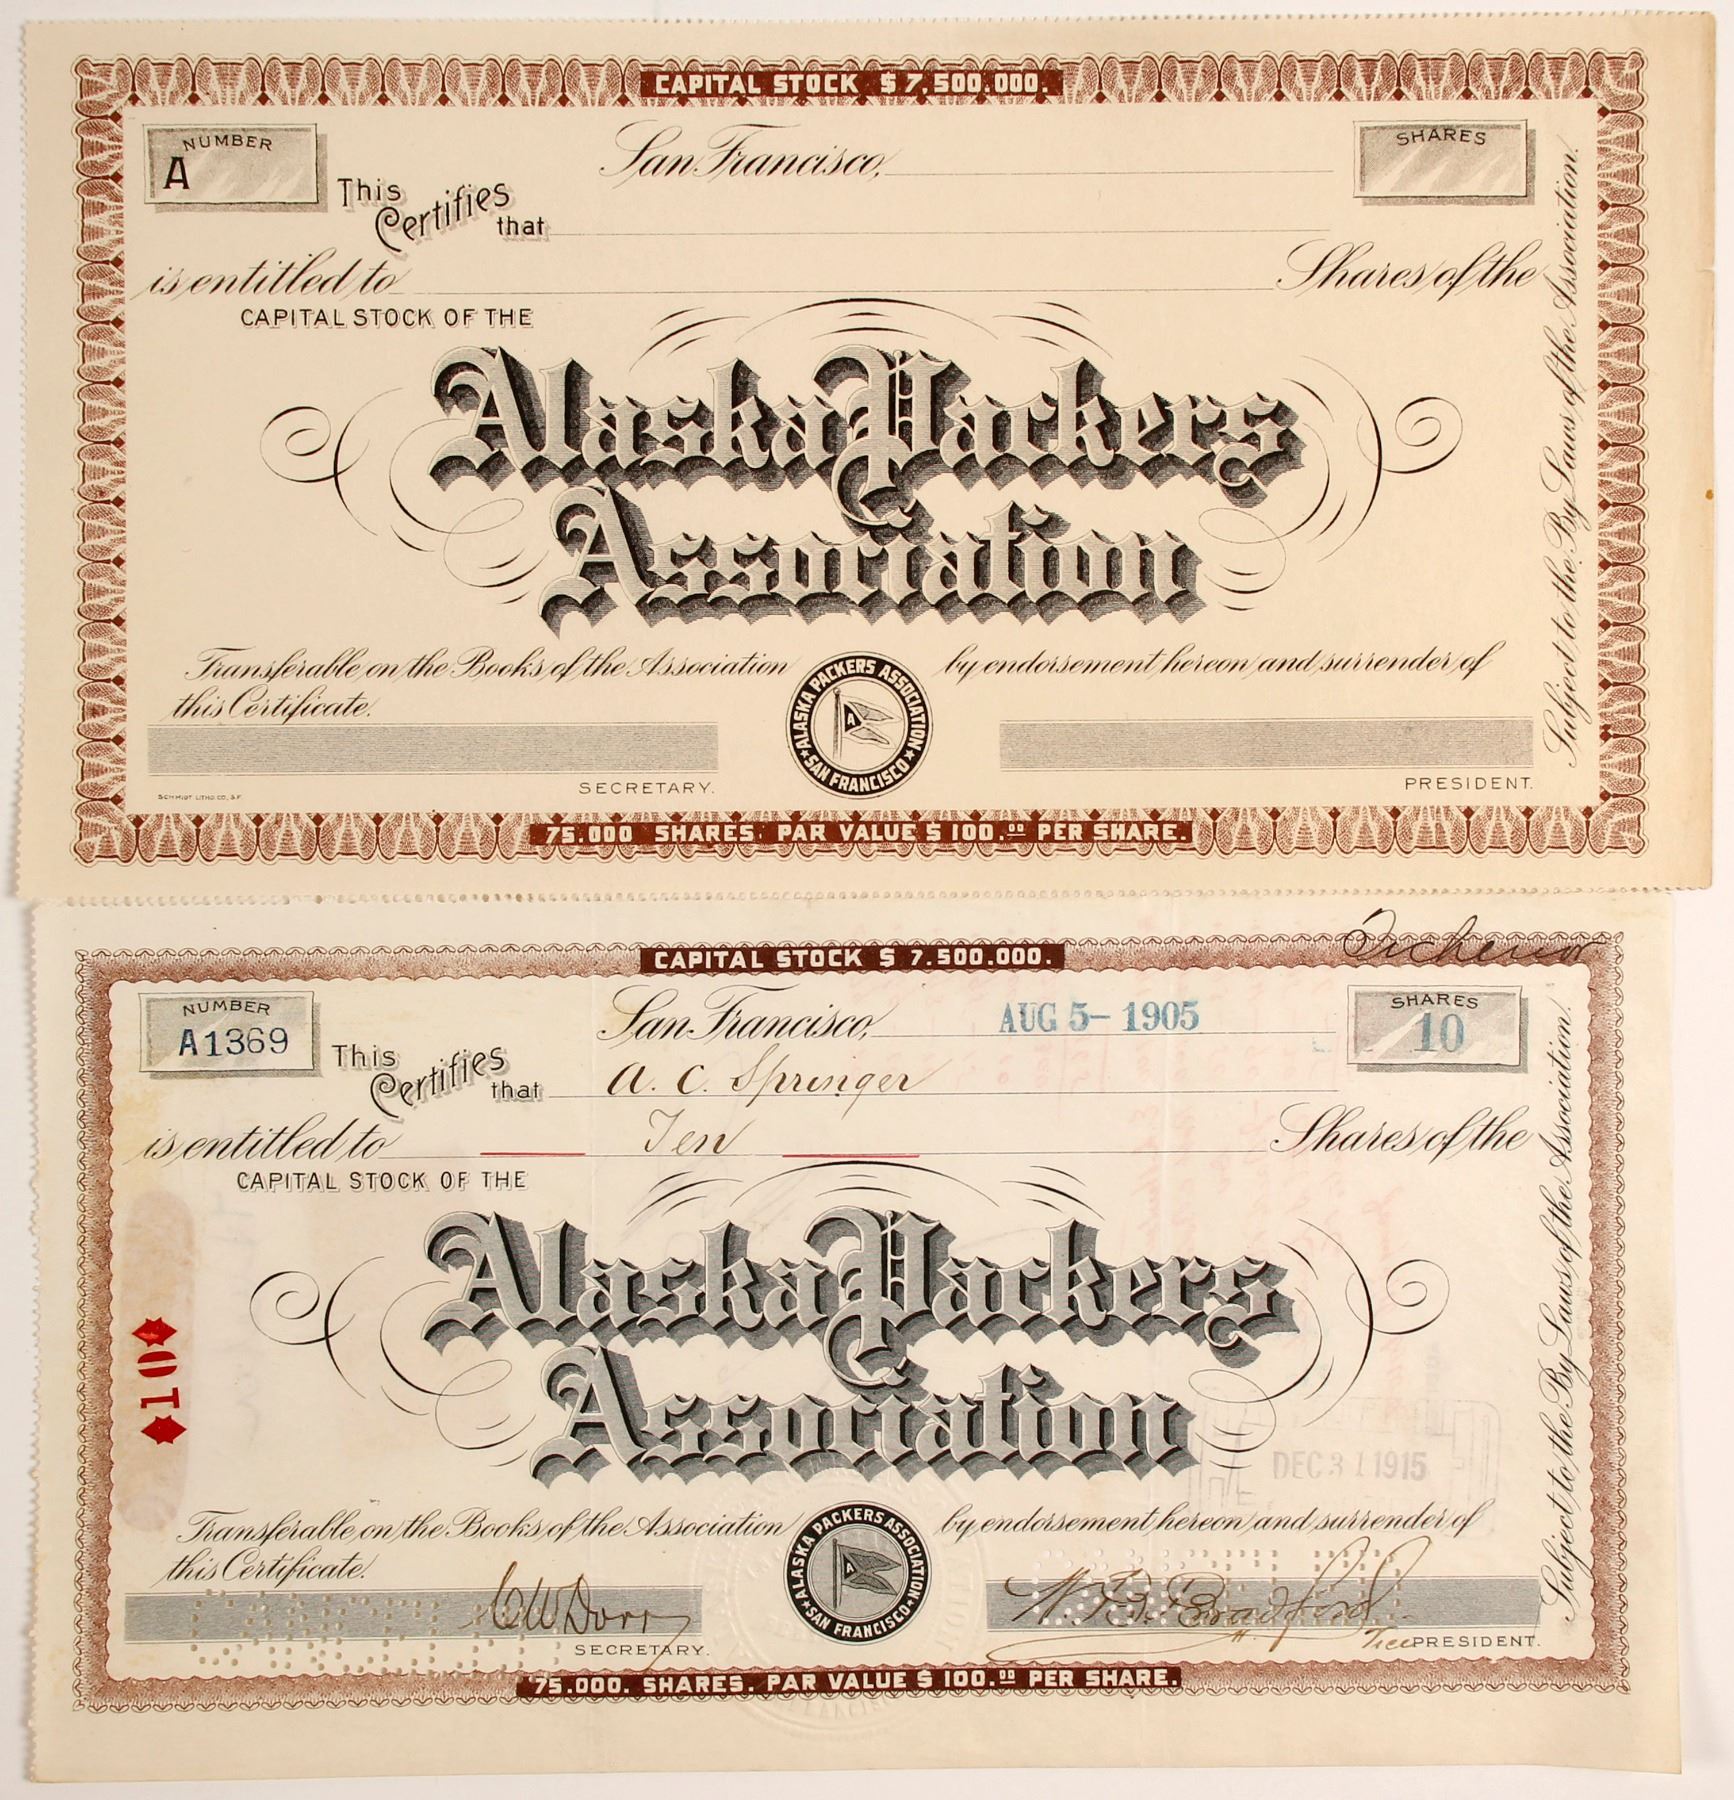 CAPITAL STOCK $ 7,500,000.
NUMBER
A
San Francisco,
SHARES
This Certifies that
is entitled to Shares of the
CAPITAL STOCK OF THE
Alaska Packers
Association
Transferable on the Books of the Association by endorsement hereon and surrender of
this Certificate.
ALASKA PACKERS ASSOCIATION
A
SAN FRANCISCO
SECRETARY.
PRESIDENT.
SCHMIDT LITHO. CO., S.F.
Subject to the By Laws of the Association.
75.000 SHARES. PAR VALUE $ 100.00 PER SHARE.
CAPITAL STOCK $ 7.500.000.
NUMBER
A1369
San Francisco, AUG 5- 1905
SHARES
10
This Certifies that A. C. Springer
is entitled to Ten Shares of the
CAPITAL STOCK OF THE
Alaska Packers
Association
10
DEC 31 1915
Transferable on the Books of the Association by endorsement hereon and surrender of
this Certificate.
ALASKA PACKERS ASSOCIATION
A
SAN FRANCISCO
CANCELLED
C W Dorr
SECRETARY.
W. B. Bradford
Vice PRESIDENT.
Subject to the By Laws of the Association.
75.000. SHARES. PAR VALUE $ 100.00 PER SHARE.